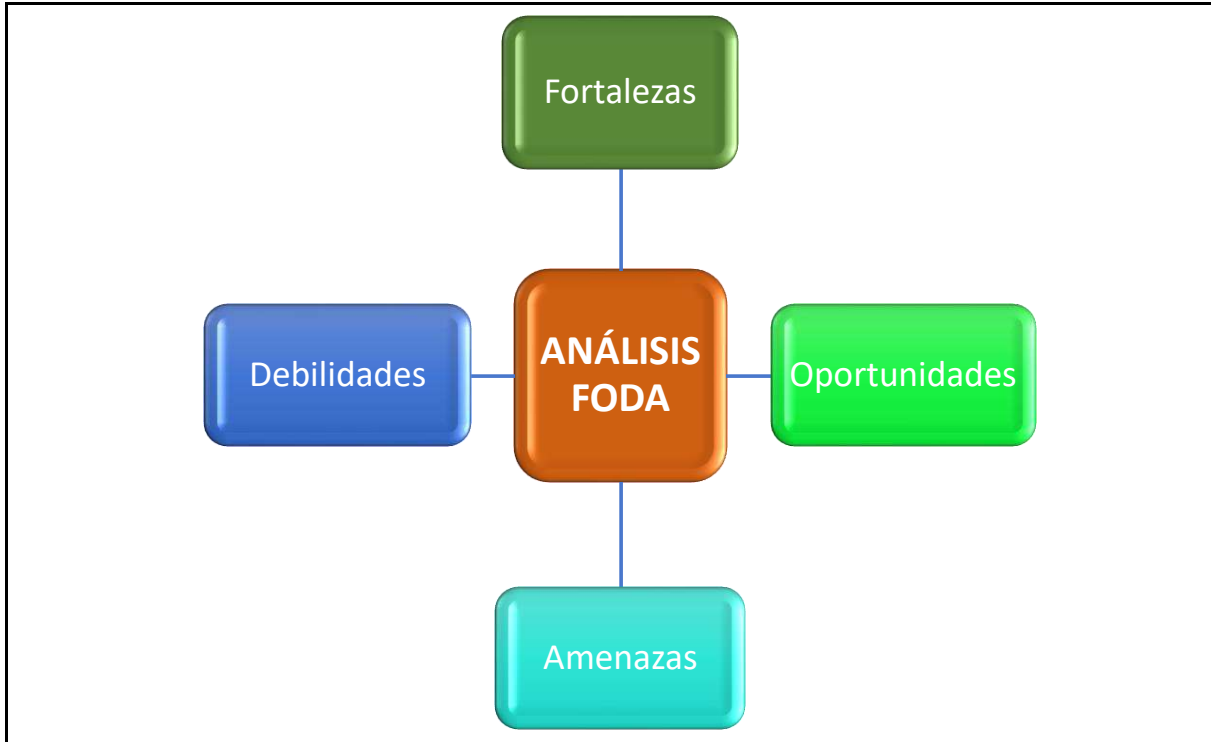 Fortalezas
Debilidades
ANÁLISIS
FODA
Oportunidades
Amenazas